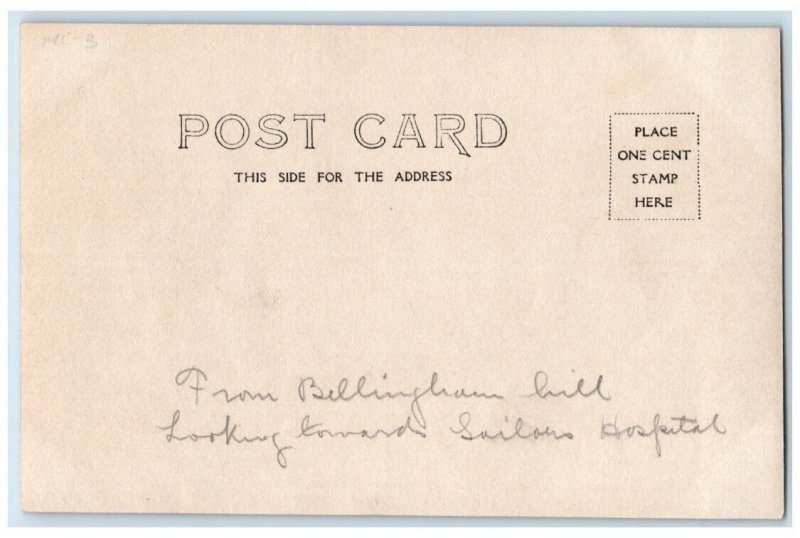 POST CARD
THIS SIDE FOR THE ADDRESS
PLACE
ONE CENT
STAMP
HERE
From Bellingham hill
Looking towards Sailors Hospital